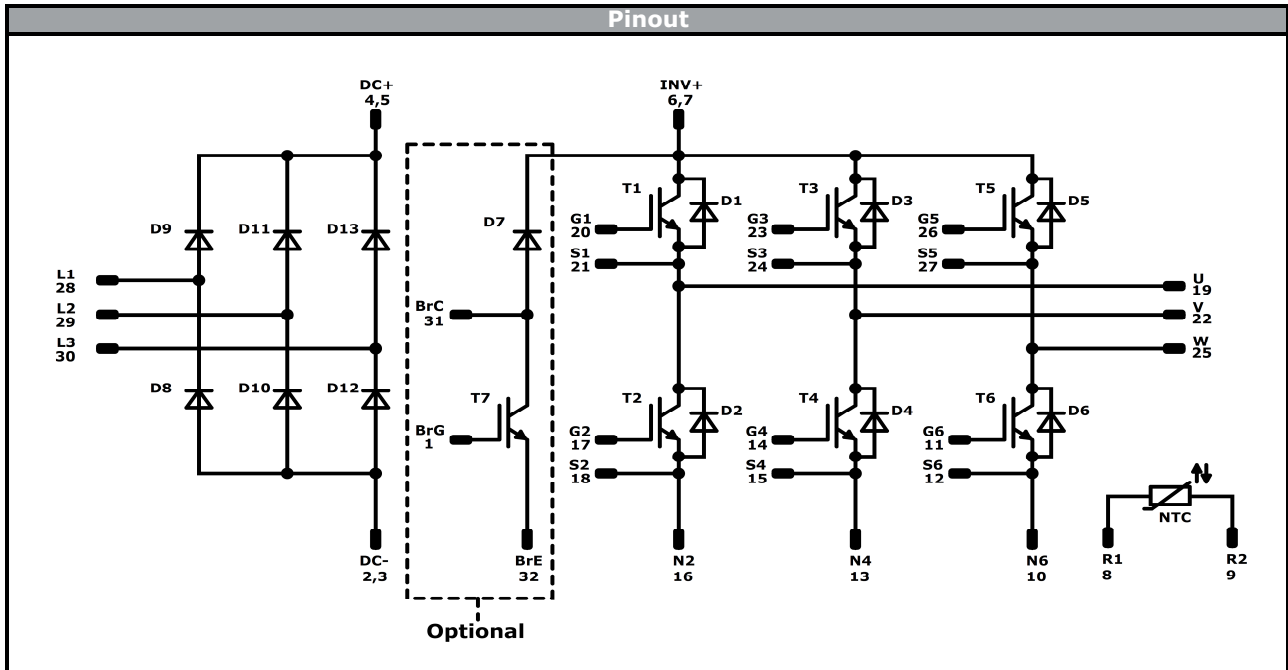 Pinout
DC+
4,5
INV+
6,7
T1
D1
T3
D3
T5
D5
D9
D11
D13
D7
G1
20
G3
23
G5
26
S1
21
S3
24
S5
27
L1
28
L2
29
L3
30
BrC
31
U
19
V
22
W
25
D8
D10
D12
T7
T2
D2
T4
D4
T6
D6
BrG
1
G2
17
G4
14
G6
11
S2
18
S4
15
S6
12
NTC
DC-
2,3
BrE
32
N2
16
N4
13
N6
10
R1
8
R2
9
Optional